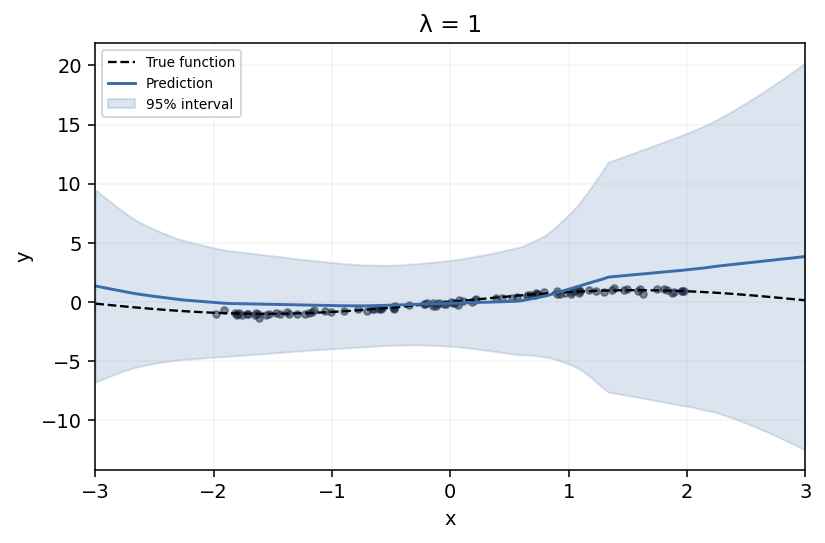 λ = 1
True function
Prediction
95% interval
y
20
15
10
5
0
−5
−10
−3
−2
−1
0
1
2
3
x